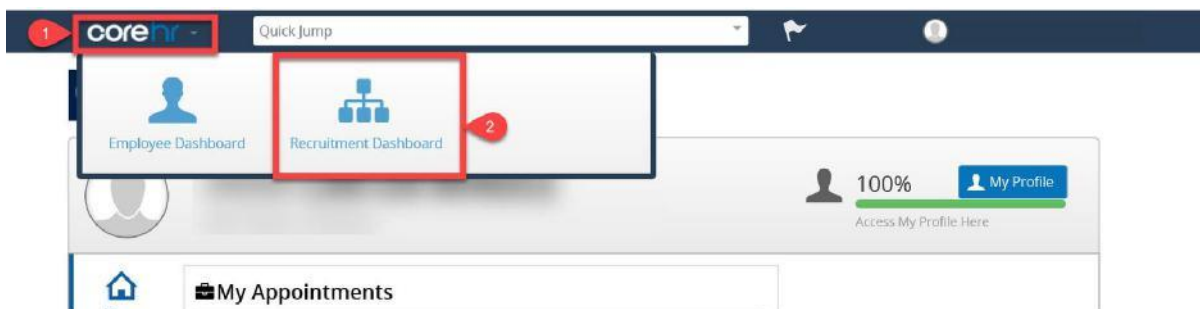 1
corehr
Quick Jump
Employee Dashboard
Recruitment Dashboard
2
100%
My Profile
Access My Profile Here
My Appointments